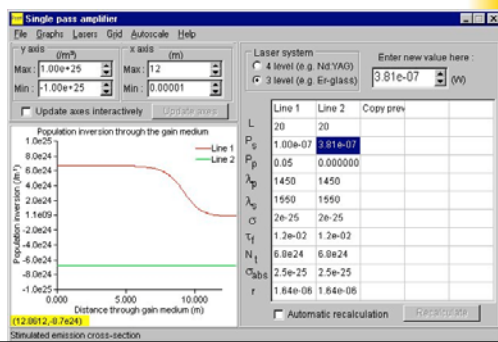 Single pass amplifier
File Graphs Lasers Grid Autoscale Help
y axis
(/m³)
Max: 1.00e+25
Min: -1.00e+25
x axis
(m)
Max: 12
Min: 0.00001
Update axes interactively
Update axes
Laser system
4 level (e.g. Nd:YAG)
3 level (e.g. Er-glass)
Enter new value here :
3.81e-07 (W)
Population inversion through the gain medium
Population inversion (/m³)
1.0e25
8.0e24
6.0e24
4.0e24
2.0e24
1.1e09
-2.0e24
-4.0e24
-6.0e24
-8.0e24
-1.0e25
Line 1
Line 2
0.000 5.000 10.000
Distance through gain medium (m)
(12.8612,-8.7e24)
Line 1 Line 2 Copy prev
L 20 20
Ps 1.00e-07 3.81e-07
Pp 0.05 0.000000
λp 1450 1450
λs 1550 1550
σ 2e-25 2e-25
τf 1.2e-02 1.2e-02
Nt 6.8e24 6.8e24
σabs 2.5e-25 2.5e-25
r 1.64e-06 1.64e-06
Automatic recalculation
Recalculate
Stimulated emission cross-section